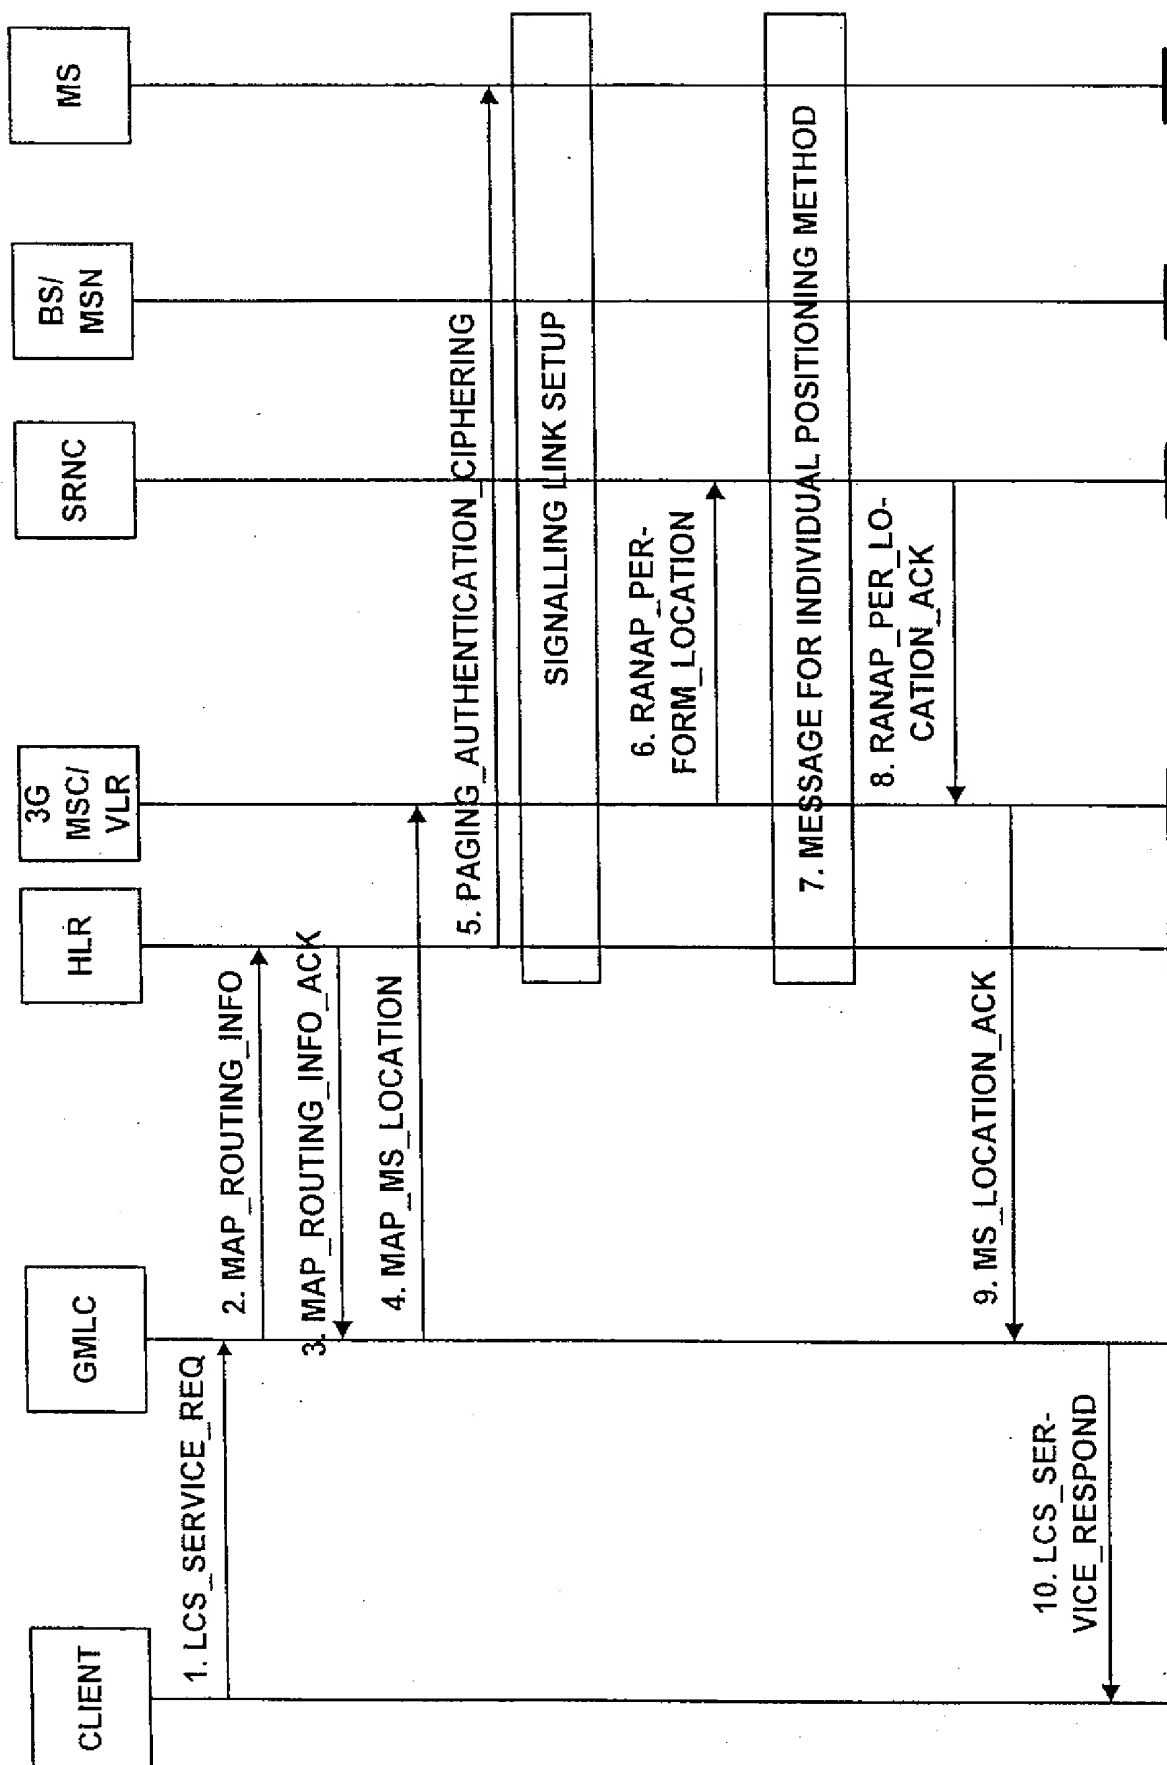 CLIENT
GMLC
HLR
3G
MSC/
VLR
SRNC
BS/
MSN
MS
1. LCS_SERVICE_REQ
2. MAP_ROUTING_INFO
3. MAP_ROUTING_INFO_ACK
4. MAP_MS_LOCATION
5. PAGING_AUTHENTICATION_CIPHERING
SIGNALLING LINK SETUP
6. RANAP_PER-
FORM_LOCATION
7. MESSAGE FOR INDIVIDUAL POSITIONING METHOD
8. RANAP_PER_LO-
CATION_ACK
9. MS_LOCATION_ACK
10. LCS_SER-
VICE_RESPOND